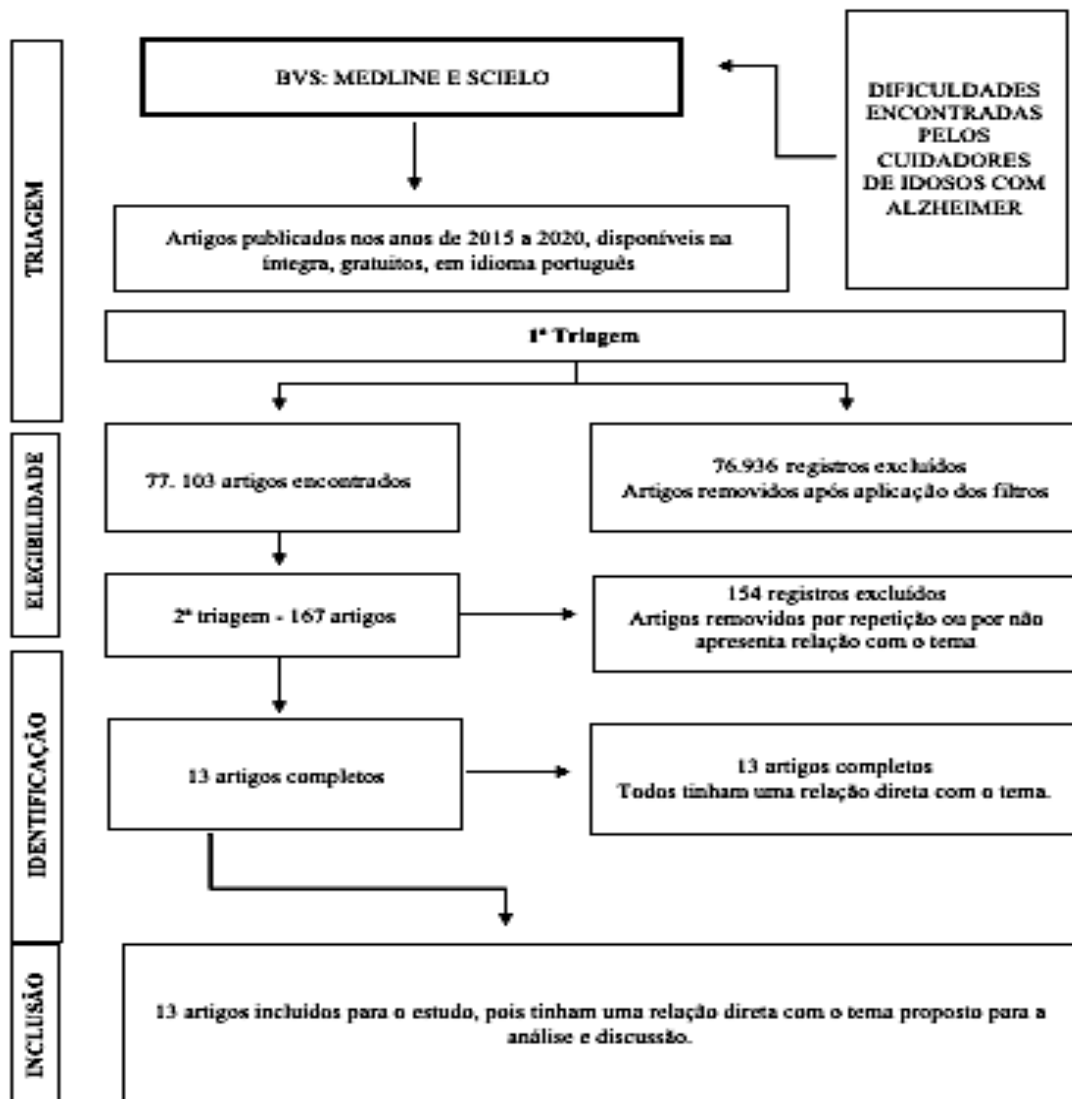 TRIAGEM
BVS: MEDLINE E SCIELO
DIFICULDADES
ENCONTRADAS
PELOS
CUIDADORES
DE IDOSOS COM
ALZHEIMER
Artigos publicados nos anos de 2015 a 2020, disponíveis na
íntegra, gratuitos, em idioma português
1ª Triagem
ELEGIBILIDADE
77. 103 artigos encontrados
76.936 registros excluídos
Artigos removidos após aplicação dos filtros
2ª triagem - 167 artigos
154 registros excluídos
Artigos removidos por repetição ou por não
apresenta relação com o tema
IDENTIFICAÇÃO
13 artigos completos
13 artigos completos
Todos tinham uma relação direta com o tema.
INCLUSÃO
13 artigos incluídos para o estudo, pois tinham uma relação direta com o tema proposto para a
análise e discussão.